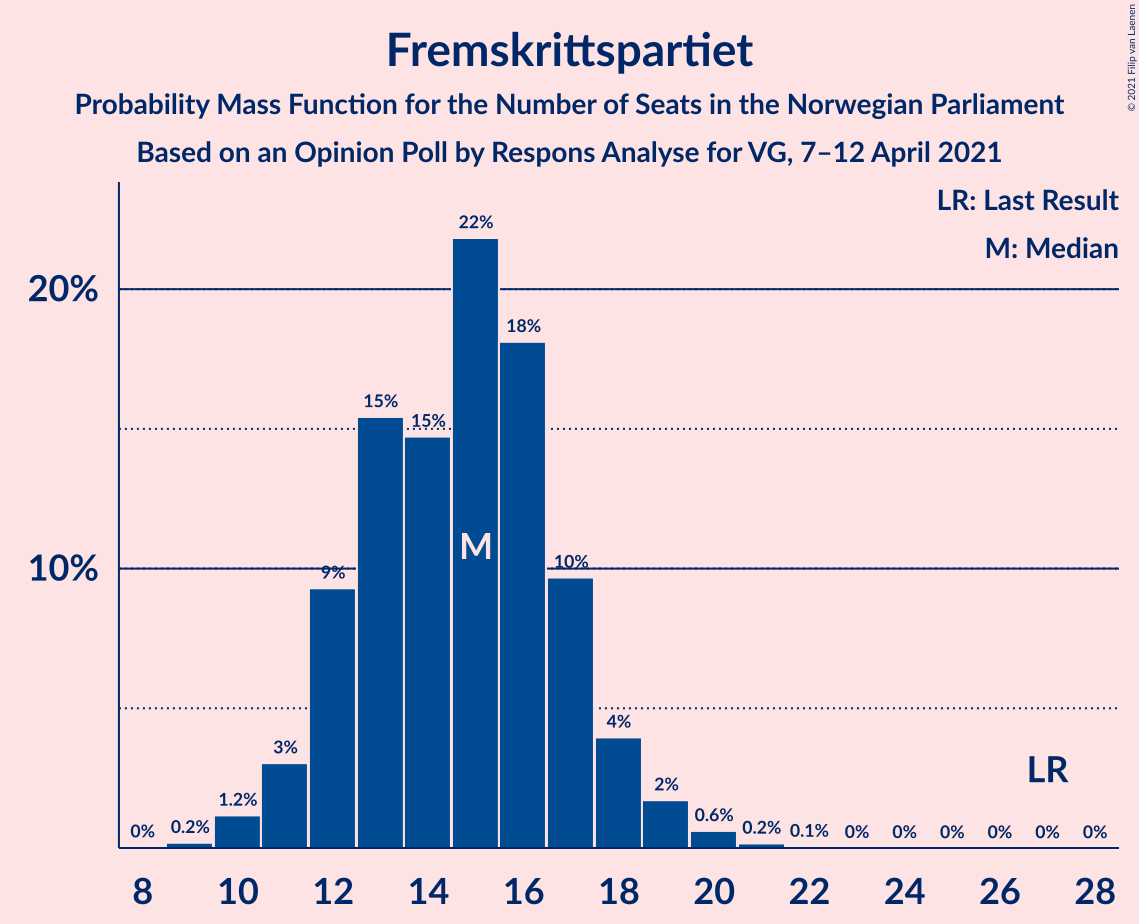 Fremskrittspartiet
Probability Mass Function for the Number of Seats in the Norwegian Parliament
Based on an Opinion Poll by Respons Analyse for VG, 7–12 April 2021
© 2021 Filip van Laenen
LR: Last Result
M: Median
20%
10%
0%
0.2%
1.2%
3%
9%
15%
15%
22%
18%
10%
4%
2%
0.6%
0.2%
0.1%
0%
0%
0%
0%
0%
0%
M
LR
8 10 12 14 16 18 20 22 24 26 28